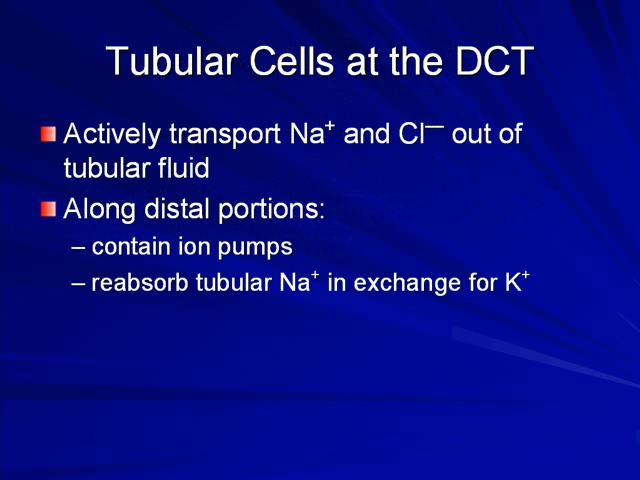 Tubular Cells at the DCT
Actively transport Na⁺ and Cl⁻ out of
tubular fluid
Along distal portions:
– contain ion pumps
– reabsorb tubular Na⁺ in exchange for K⁺